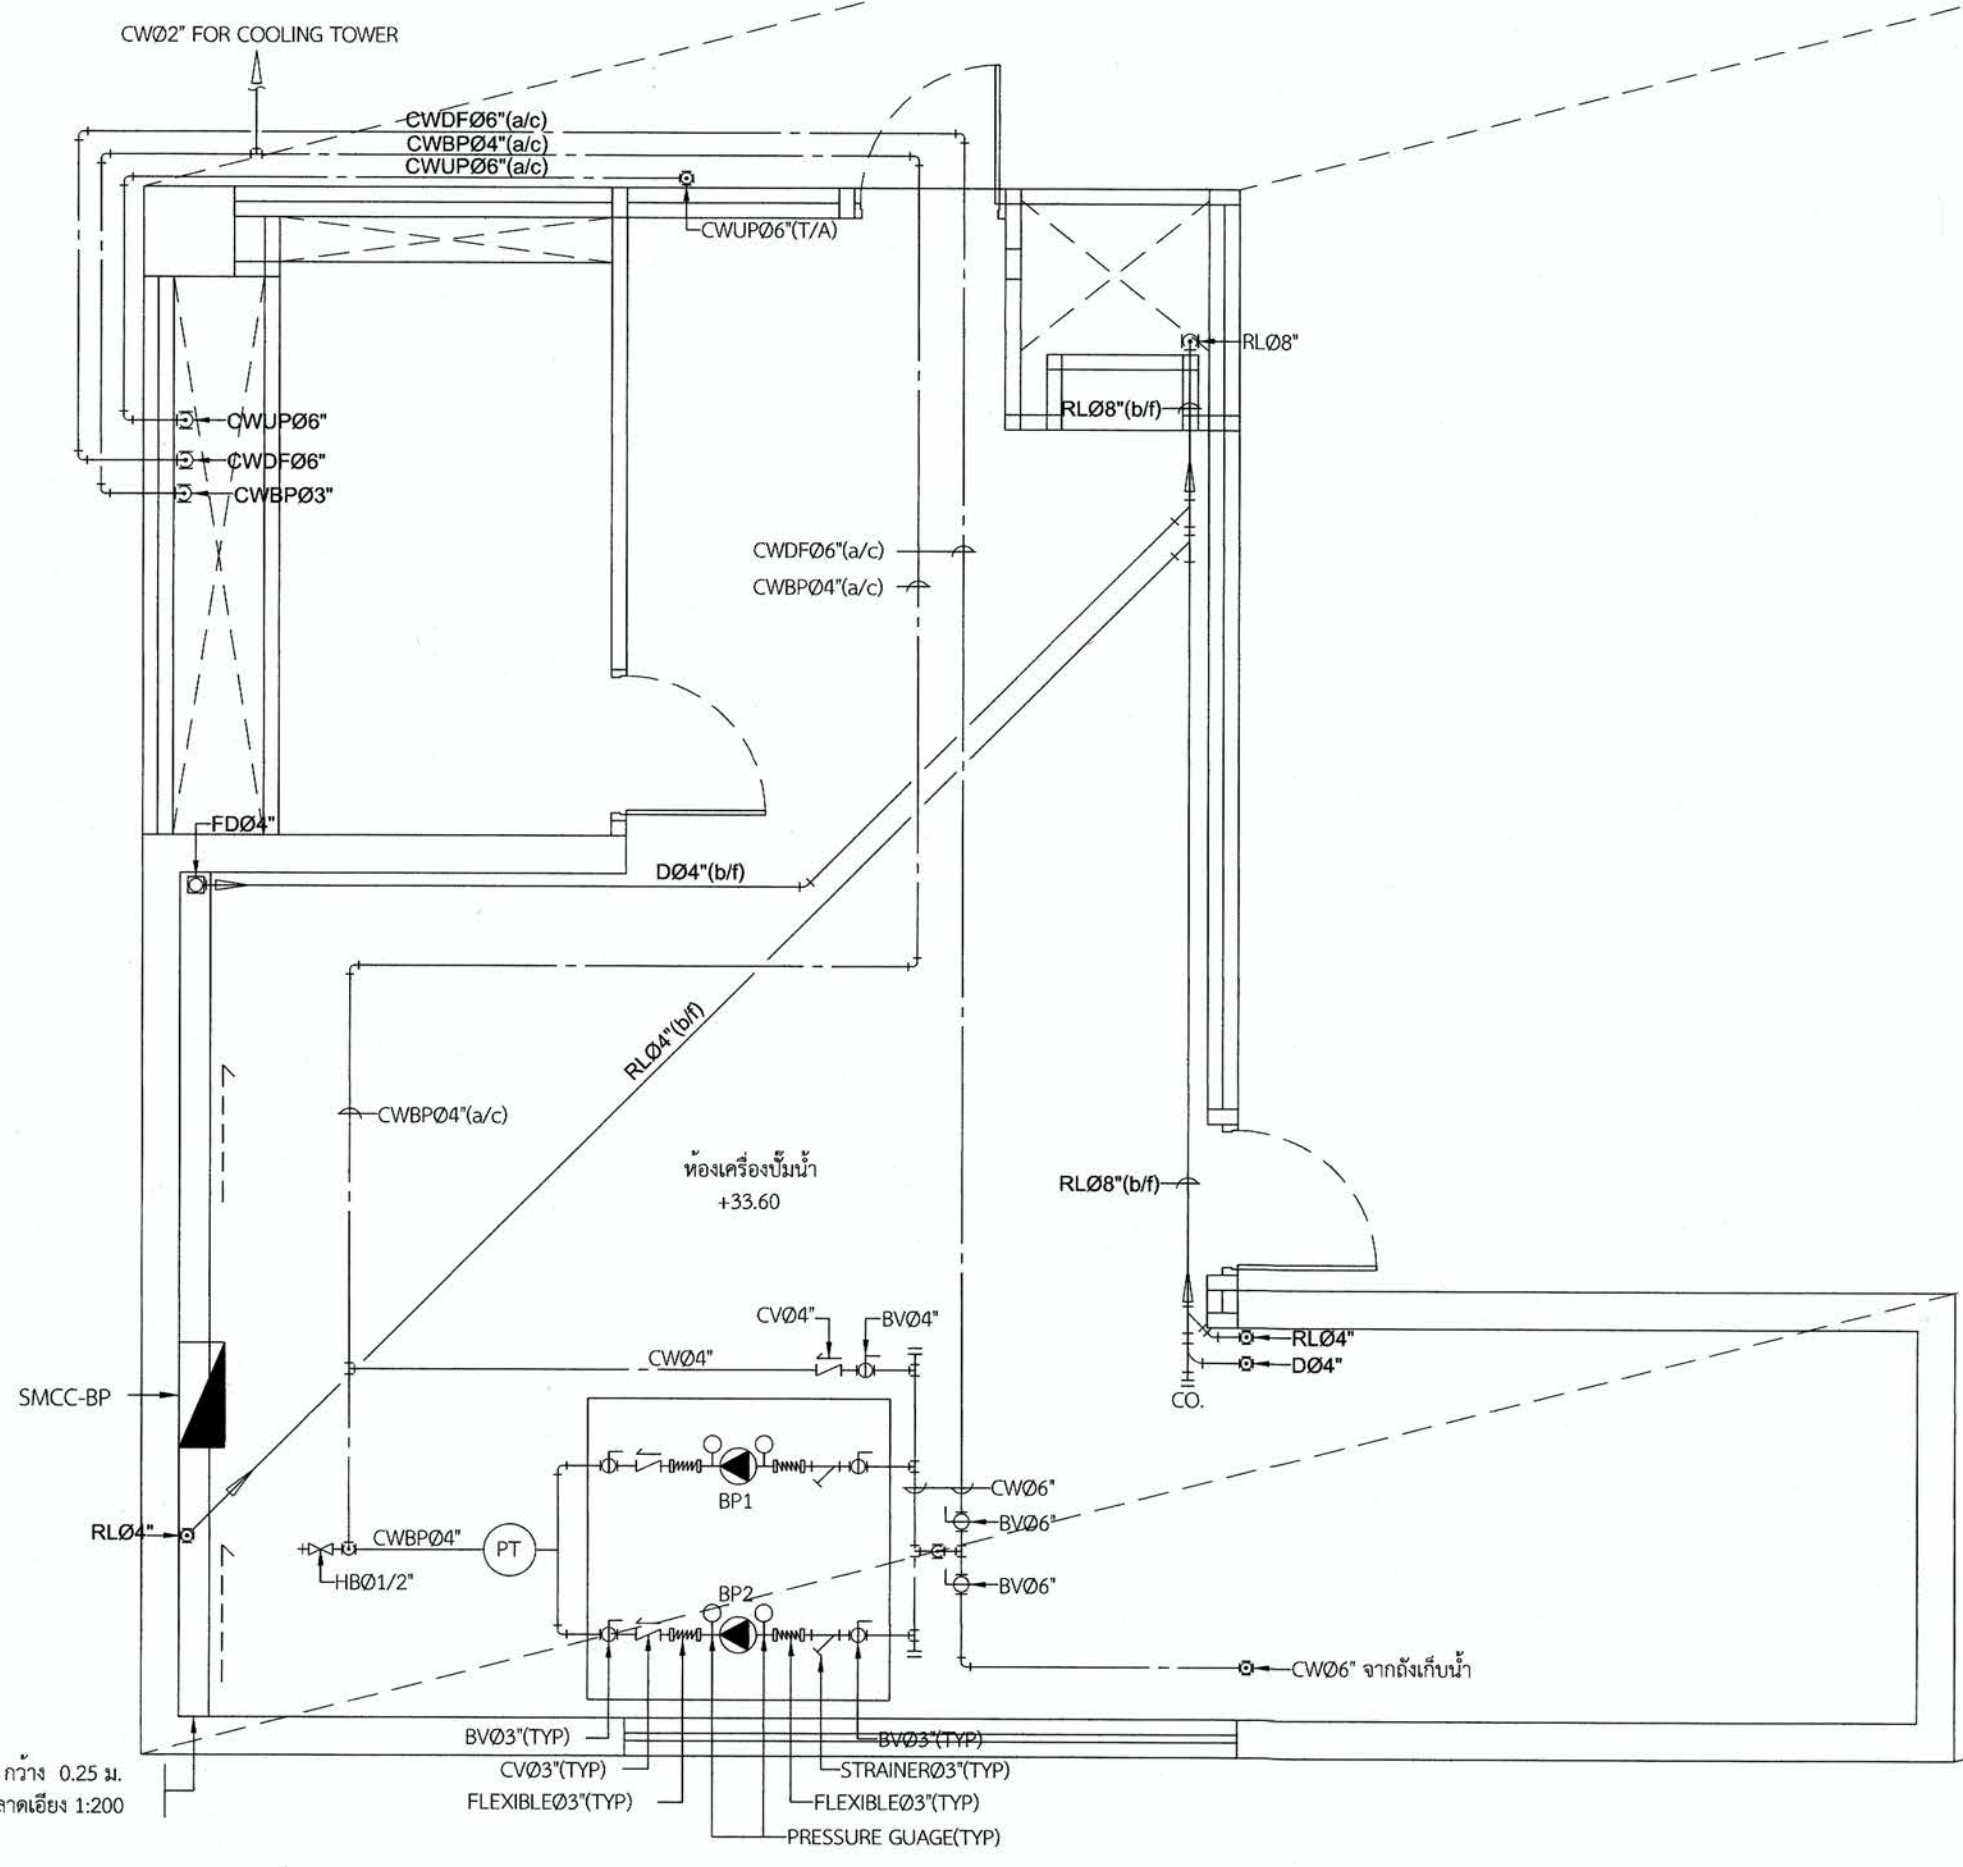 CWØ2" FOR COOLING TOWER
CWDFØ6"(a/c)
CWBPØ4"(a/c)
CWUPØ6"(a/c)
CWUPØ6"(T/A)
RLØ8"
RLØ8"(b/f)
CWUPØ6"
CWDFØ6"
CWBPØ3"
CWDFØ6"(a/c)
CWBPØ4"(a/c)
FDØ4"
DØ4"(b/f)
RLØ4"(b/f)
CWBPØ4"(a/c)
ห้องเครื่องปั๊มน้ำ
+33.60
RLØ8"(b/f)
CVØ4"
BVØ4"
CWØ4"
RLØ4"
DØ4"
CO.
SMCC-BP
BP1
CWØ6"
BVØ6"
RLØ4"
CWBPØ4"
PT
HBØ1/2"
BP2
BVØ6"
CWØ6" จากถังเก็บน้ำ
BVØ3"(TYP)
BVØ3"(TYP)
CVØ3"(TYP)
STRAINERØ3"(TYP)
FLEXIBLEØ3"(TYP)
FLEXIBLEØ3"(TYP)
PRESSURE GUAGE(TYP)
กว้าง 0.25 ม.
1:200